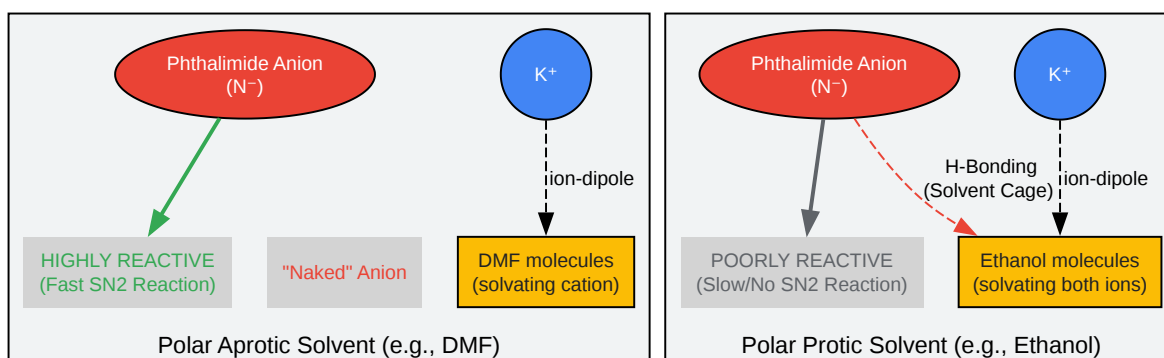 Phthalimide Anion
(N⁻)
K⁺
ion-dipole
HIGHLY REACTIVE
(Fast SN2 Reaction)
"Naked" Anion
DMF molecules
(solvating cation)
Polar Aprotic Solvent (e.g., DMF)
Phthalimide Anion
(N⁻)
K⁺
H-Bonding
(Solvent Cage)
ion-dipole
POORLY REACTIVE
(Slow/No SN2 Reaction)
Ethanol molecules
(solvating both ions)
Polar Protic Solvent (e.g., Ethanol)